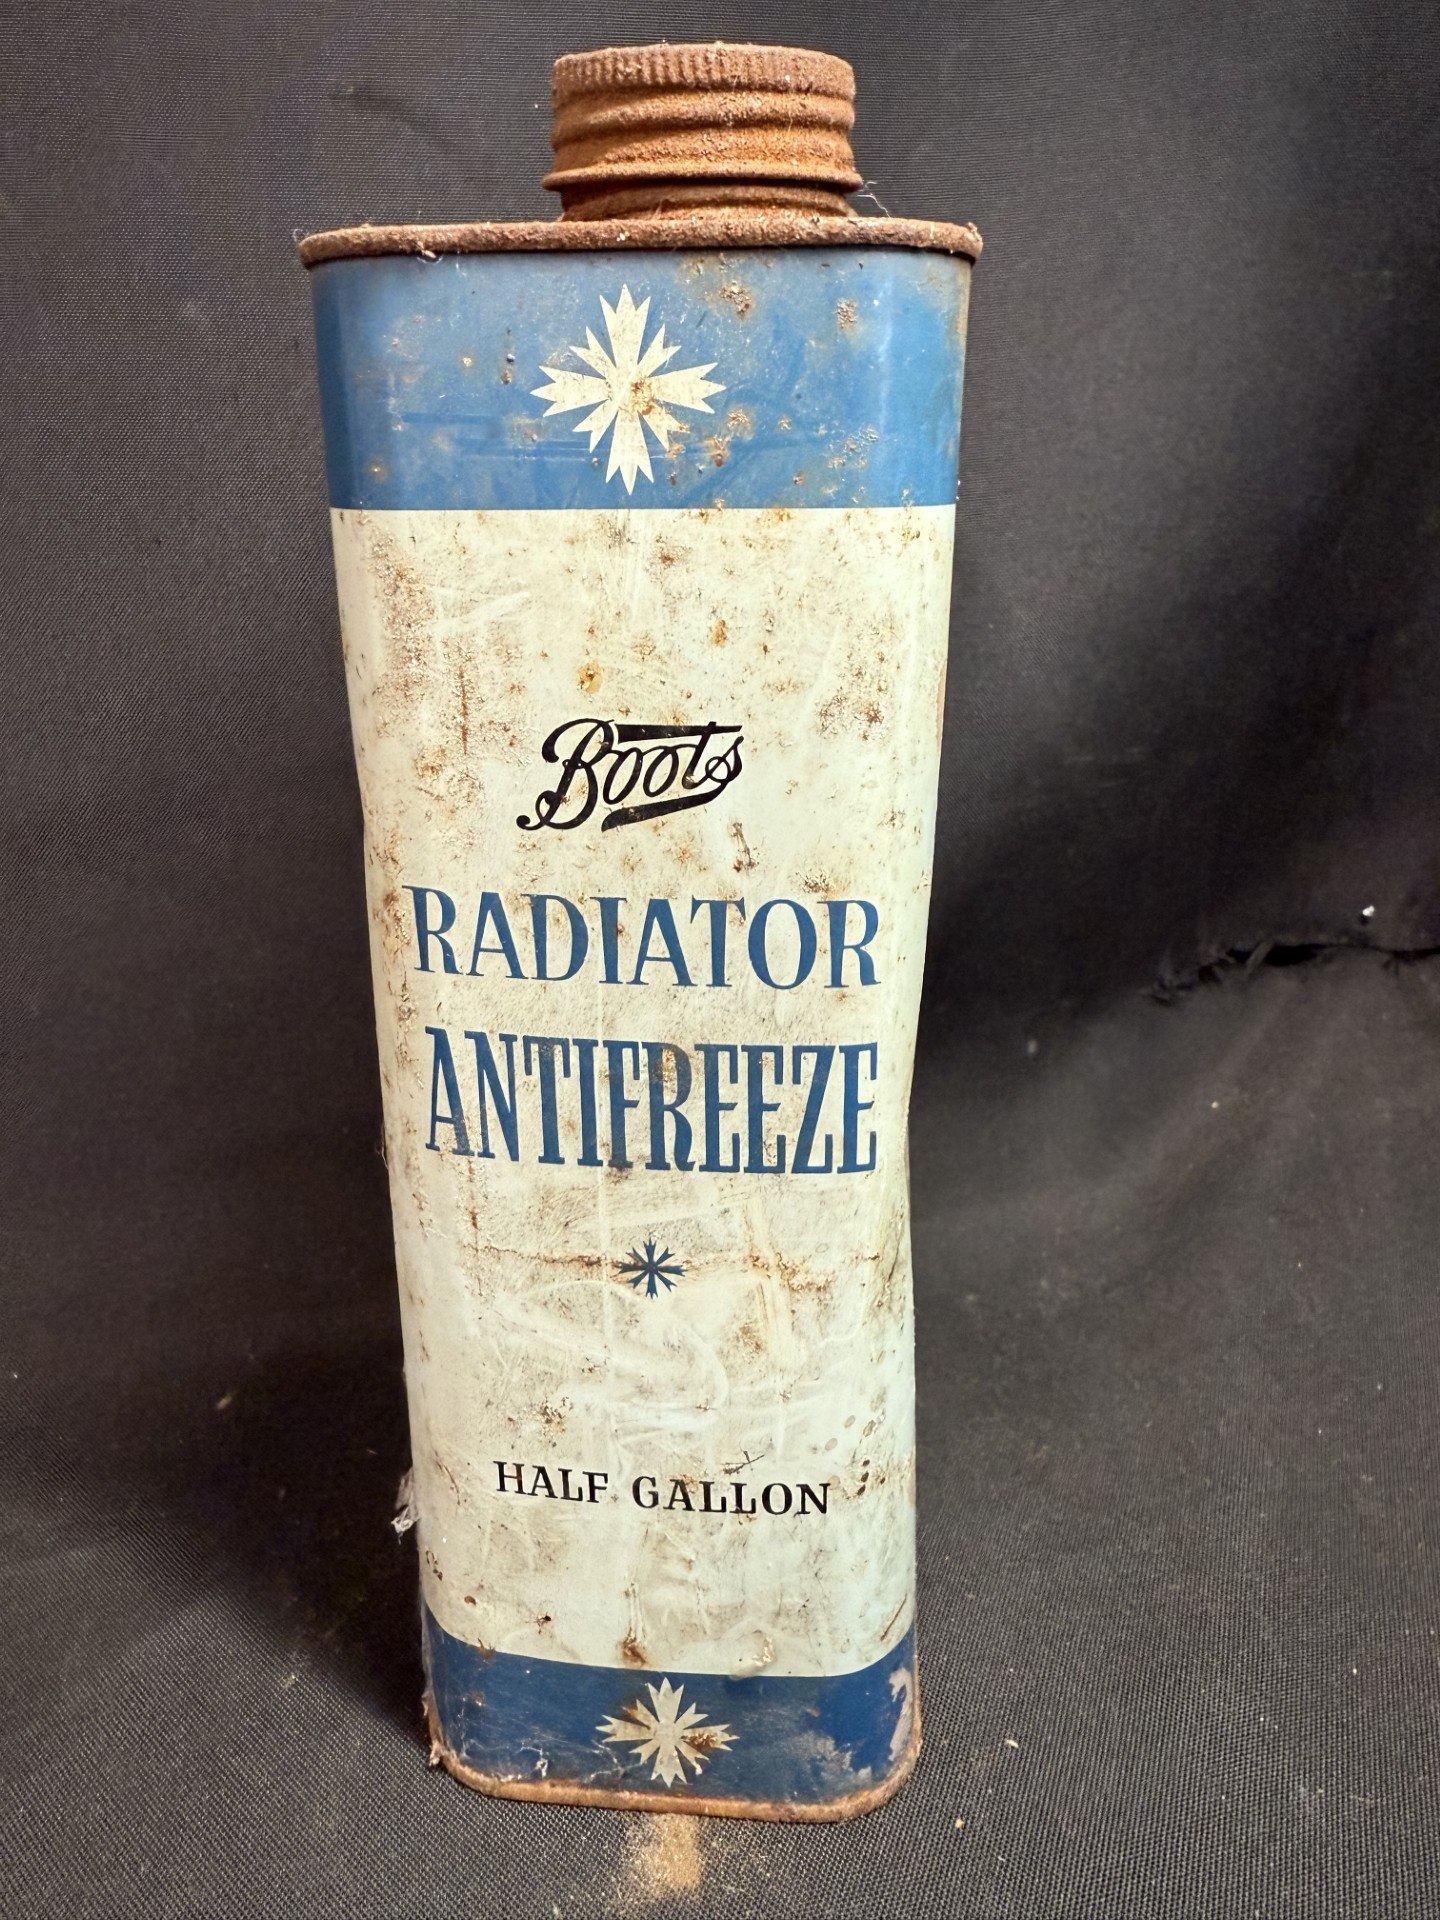 Boots
RADIATOR
ANTIFREEZE
HALF GALLON